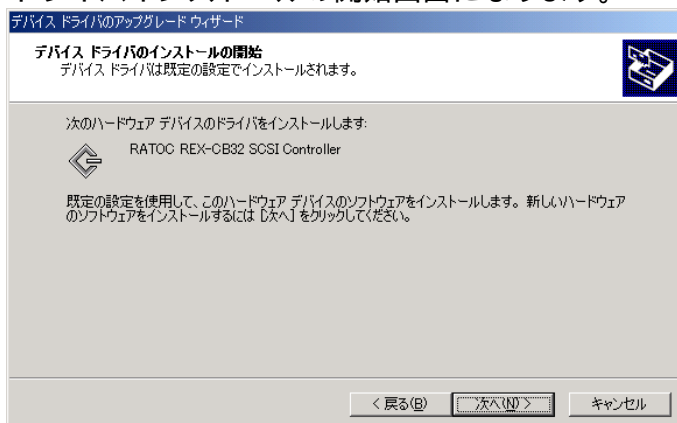 デバイス ドライバのアップグレード ウィザード
デバイス ドライバのインストールの開始
デバイス ドライバは既定の設定でインストールされます。
次のハードウェア デバイスのドライバをインストールします:
RATOC REX-CB32 SCSI Controller
既定の設定を使用して、このハードウェア デバイスのソフトウェアをインストールします。新しいハードウェア
のソフトウェアをインストールするには [次へ] をクリックしてください。
< 戻る(B)
次へ(N) >
キャンセル